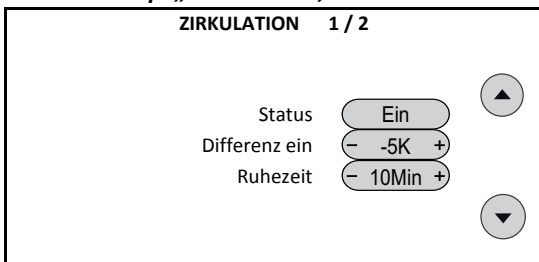 ZIRKULATION 1 / 2
Status Ein
Differenz ein − -5K +
Ruhezeit − 10Min +